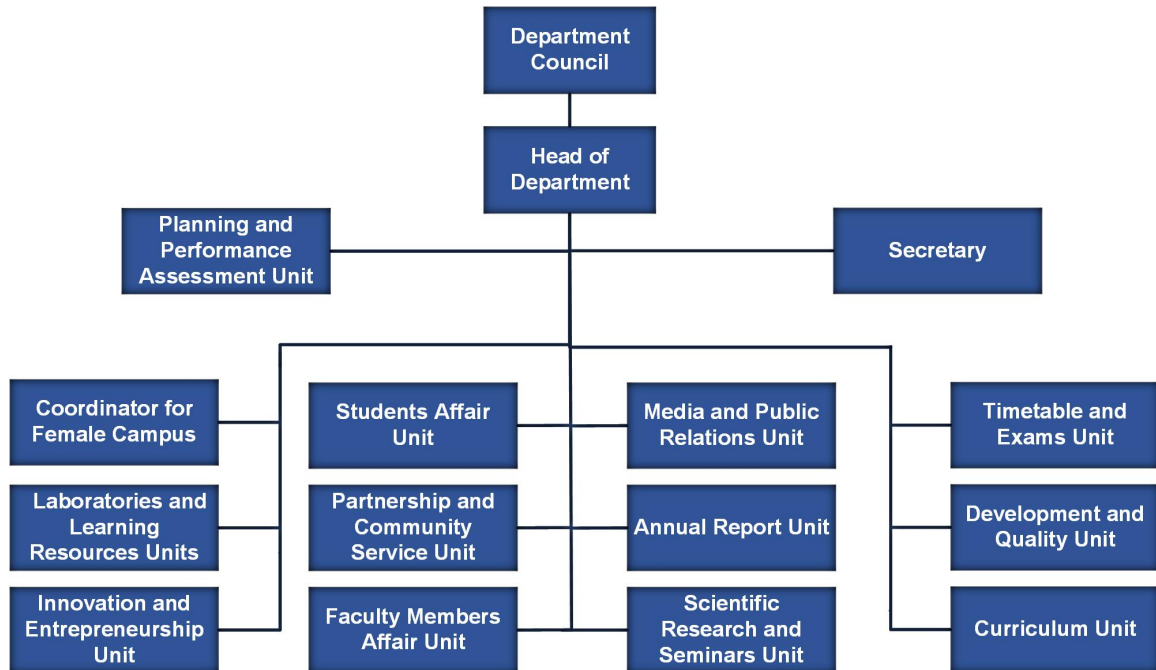 Department
Council
Head of
Department
Planning and
Performance
Assessment Unit
Secretary
Coordinator for
Female Campus
Students Affair
Unit
Media and Public
Relations Unit
Timetable and
Exams Unit
Laboratories and
Learning
Resources Units
Partnership and
Community
Service Unit
Annual Report Unit
Development and
Quality Unit
Innovation and
Entrepreneurship
Unit
Faculty Members
Affair Unit
Scientific
Research and
Seminars Unit
Curriculum Unit